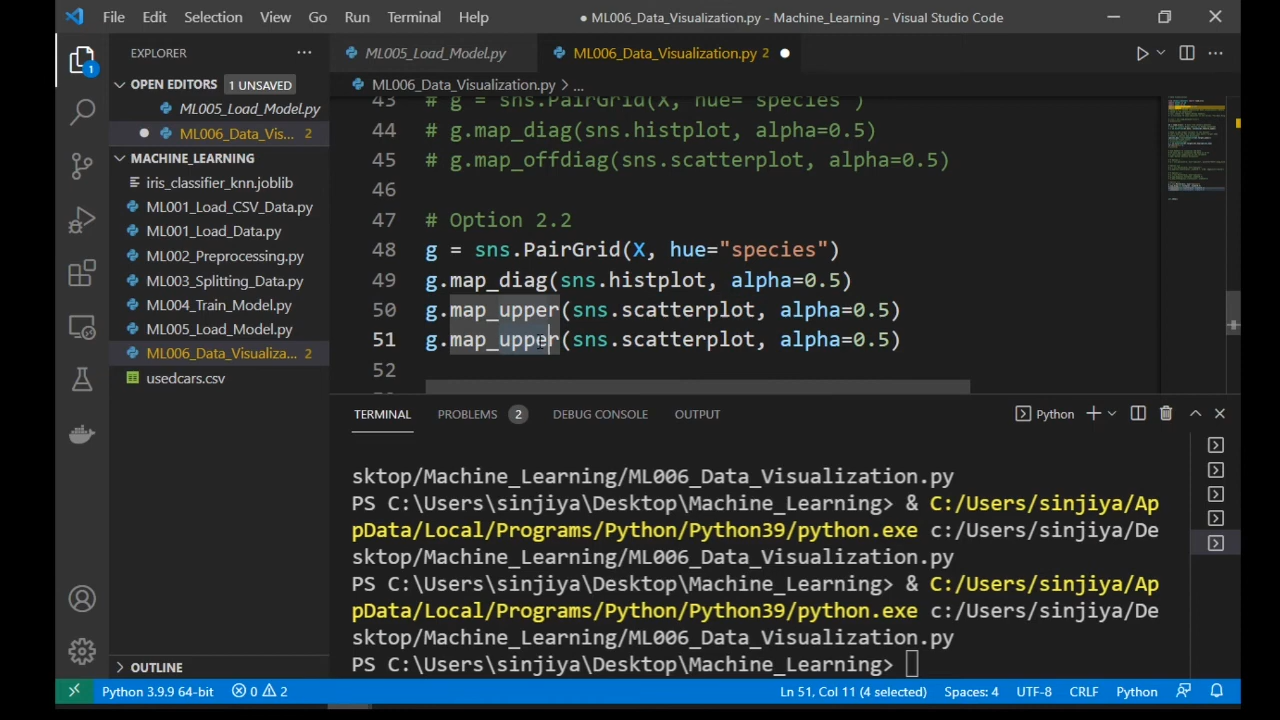 File Edit Selection View Go Run Terminal Help ● ML006_Data_Visualization.py - Machine_Learning - Visual Studio Code
EXPLORER
ML005_Load_Model.py
ML006_Data_Visualization.py 2
OPEN EDITORS 1 UNSAVED
ML005_Load_Model.py
ML006_Data_Vis... 2
MACHINE_LEARNING
iris_classifier_knn.joblib
ML001_Load_CSV_Data.py
ML001_Load_Data.py
ML002_Preprocessing.py
ML003_Splitting_Data.py
ML004_Train_Model.py
ML005_Load_Model.py
ML006_Data_Visualiza... 2
usedcars.csv
OUTLINE
1
ML006_Data_Visualization.py > ...
43 # g = sns.PairGrid(X, hue="species")
44 # g.map_diag(sns.histplot, alpha=0.5)
45 # g.map_offdiag(sns.scatterplot, alpha=0.5)
46
47 # Option 2.2
48 g = sns.PairGrid(X, hue="species")
49 g.map_diag(sns.histplot, alpha=0.5)
50 g.map_upper(sns.scatterplot, alpha=0.5)
51 g.map_upper(sns.scatterplot, alpha=0.5)
52
TERMINAL PROBLEMS 2 DEBUG CONSOLE OUTPUT Python
sktop/Machine_Learning/ML006_Data_Visualization.py
PS C:\Users\sinjiya\Desktop\Machine_Learning> & C:/Users/sinjiya/Ap
pData/Local/Programs/Python/Python39/python.exe c:/Users/sinjiya/De
sktop/Machine_Learning/ML006_Data_Visualization.py
PS C:\Users\sinjiya\Desktop\Machine_Learning> & C:/Users/sinjiya/Ap
pData/Local/Programs/Python/Python39/python.exe c:/Users/sinjiya/De
sktop/Machine_Learning/ML006_Data_Visualization.py
PS C:\Users\sinjiya\Desktop\Machine_Learning>
Python 3.9.9 64-bit 0 2 Ln 51, Col 11 (4 selected) Spaces: 4 UTF-8 CRLF Python